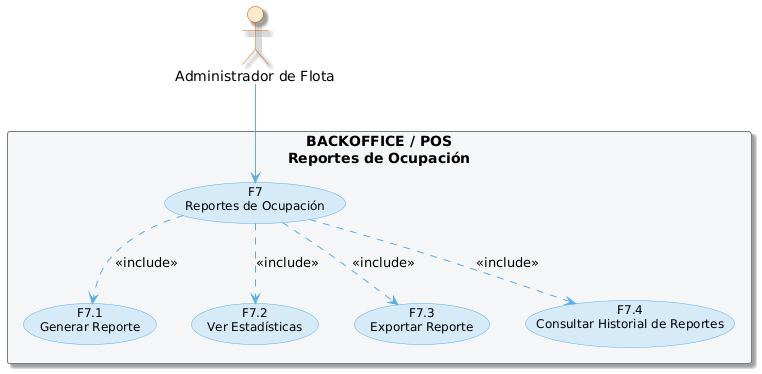 Administrador de Flota
BACKOFFICE / POS
Reportes de Ocupación
F7
Reportes de Ocupación
«include»
«include»
«include»
«include»
F7.1
Generar Reporte
F7.2
Ver Estadísticas
F7.3
Exportar Reporte
F7.4
Consultar Historial de Reportes